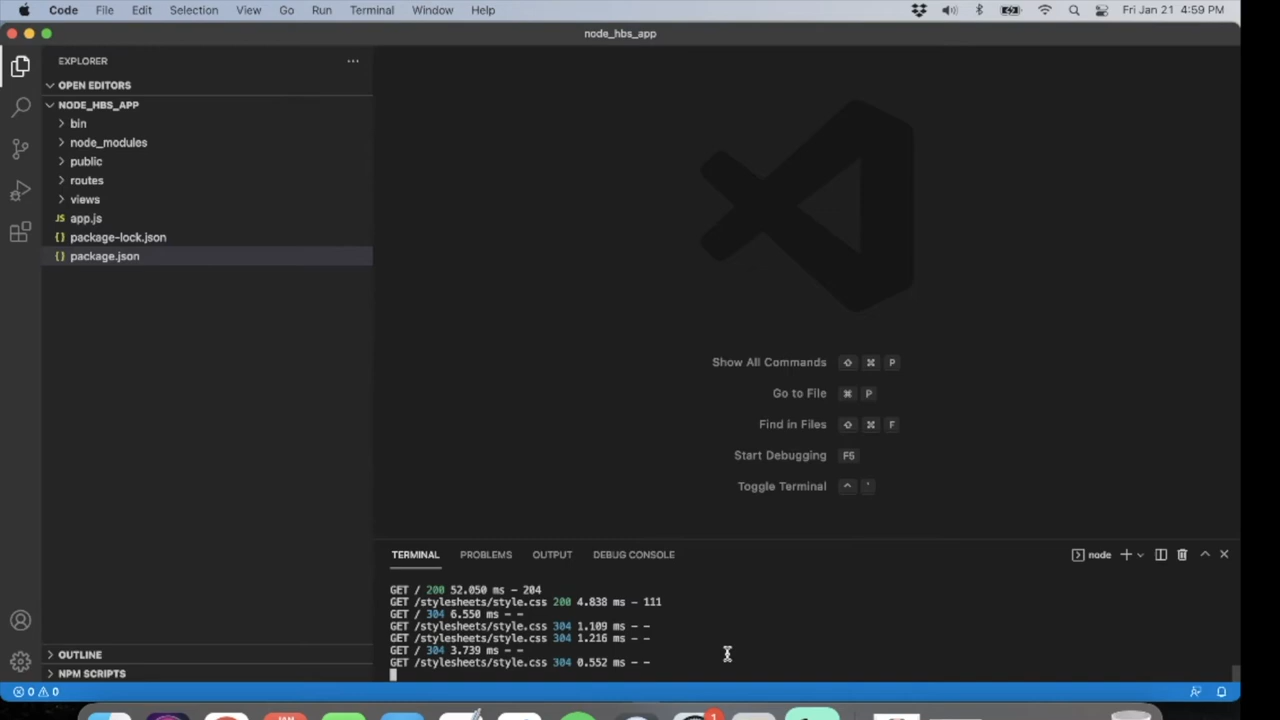 Code File Edit Selection View Go Run Terminal Window Help Fri Jan 21 4:59 PM
node_hbs_app
EXPLORER
OPEN EDITORS
NODE_HBS_APP
bin
node_modules
public
routes
views
JS app.js
{} package-lock.json
{} package.json
OUTLINE
NPM SCRIPTS
Show All Commands ⇧ ⌘ P
Go to File ⌘ P
Find in Files ⇧ ⌘ F
Start Debugging F5
Toggle Terminal ^ `
TERMINAL PROBLEMS OUTPUT DEBUG CONSOLE node
GET / 200 52.050 ms - 204
GET /stylesheets/style.css 200 4.838 ms - 111
GET / 304 6.550 ms - -
GET /stylesheets/style.css 304 1.109 ms - -
GET /stylesheets/style.css 304 1.216 ms - -
GET / 304 3.739 ms - -
GET /stylesheets/style.css 304 0.552 ms - -
0 0
JAN 1